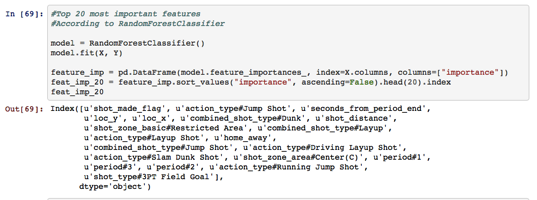 In [69]: #Top 20 most important features
#According to RandomForestClassifier
model = RandomForestClassifier()
model.fit(X, Y)
feature_imp = pd.DataFrame(model.feature_importances_, index=X.columns, columns=["importance"])
feat_imp_20 = feature_imp.sort_values("importance", ascending=False).head(20).index
feat_imp_20
Out[69]: Index([u'shot_made_flag', u'action_type#Jump Shot', u'seconds_from_period_end',
u'loc_y', u'loc_x', u'combined_shot_type#Dunk', u'shot_distance',
u'shot_zone_basic#Restricted Area', u'combined_shot_type#Layup',
u'action_type#Layup Shot', u'home_away',
u'combined_shot_type#Jump Shot', u'action_type#Driving Layup Shot',
u'action_type#Slam Dunk Shot', u'shot_zone_area#Center(C)', u'period#1',
u'period#3', u'period#2', u'action_type#Running Jump Shot',
u'shot_type#3PT Field Goal'],
dtype='object')